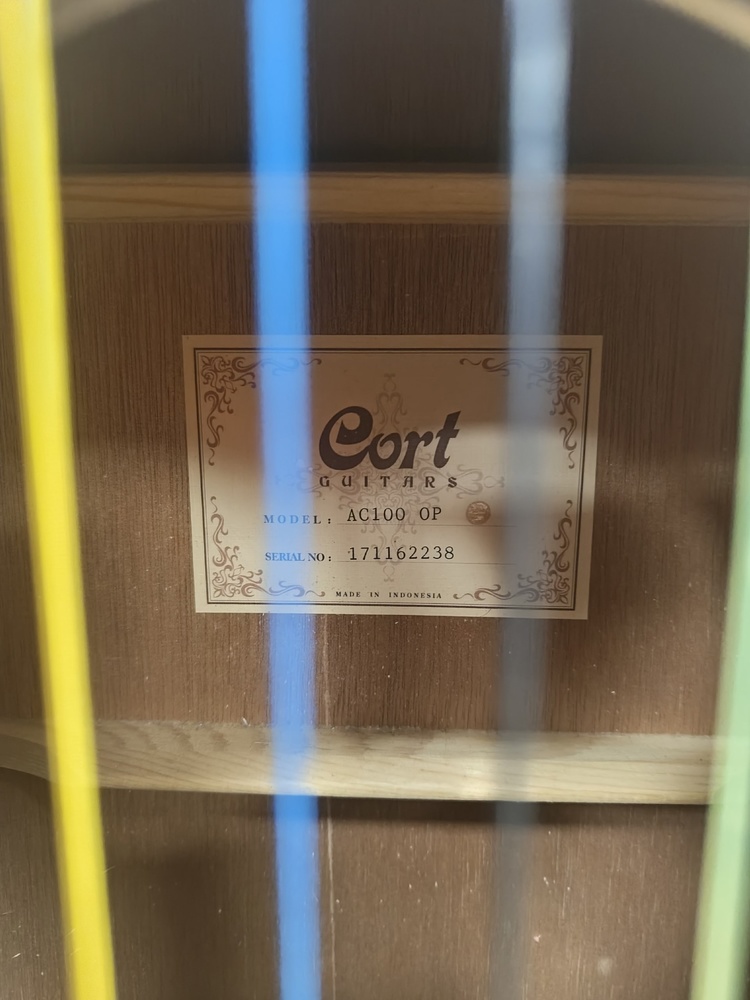 Cort
GUITARS
MODEL: AC100 OP
SERIAL NO: 171162238
MADE IN INDONESIA